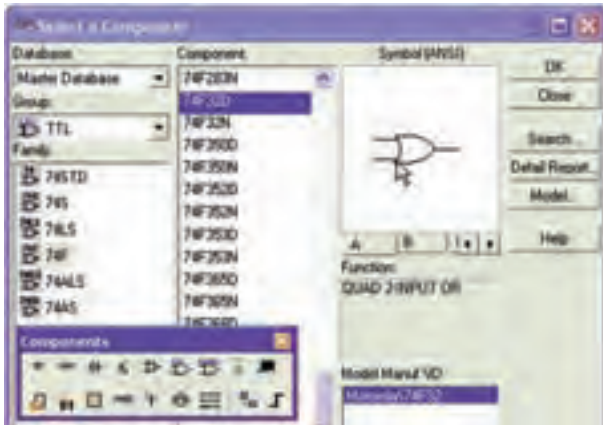 Select a Component
Database:
Master Database
Group:
TTL
Family:
74STD
74S
74LS
74F
74ALS
74AS
Component:
74F283N
74F32D
74F32N
74F350D
74F350N
74F352D
74F352N
74F353D
74F353N
74F365D
74F365N
Symbol (ANSI)
A
B
Function:
QUAD 2-INPUT OR
Model Manuf.\ID
OK
Close
Search...
Detail Report
Model...
Help
Components